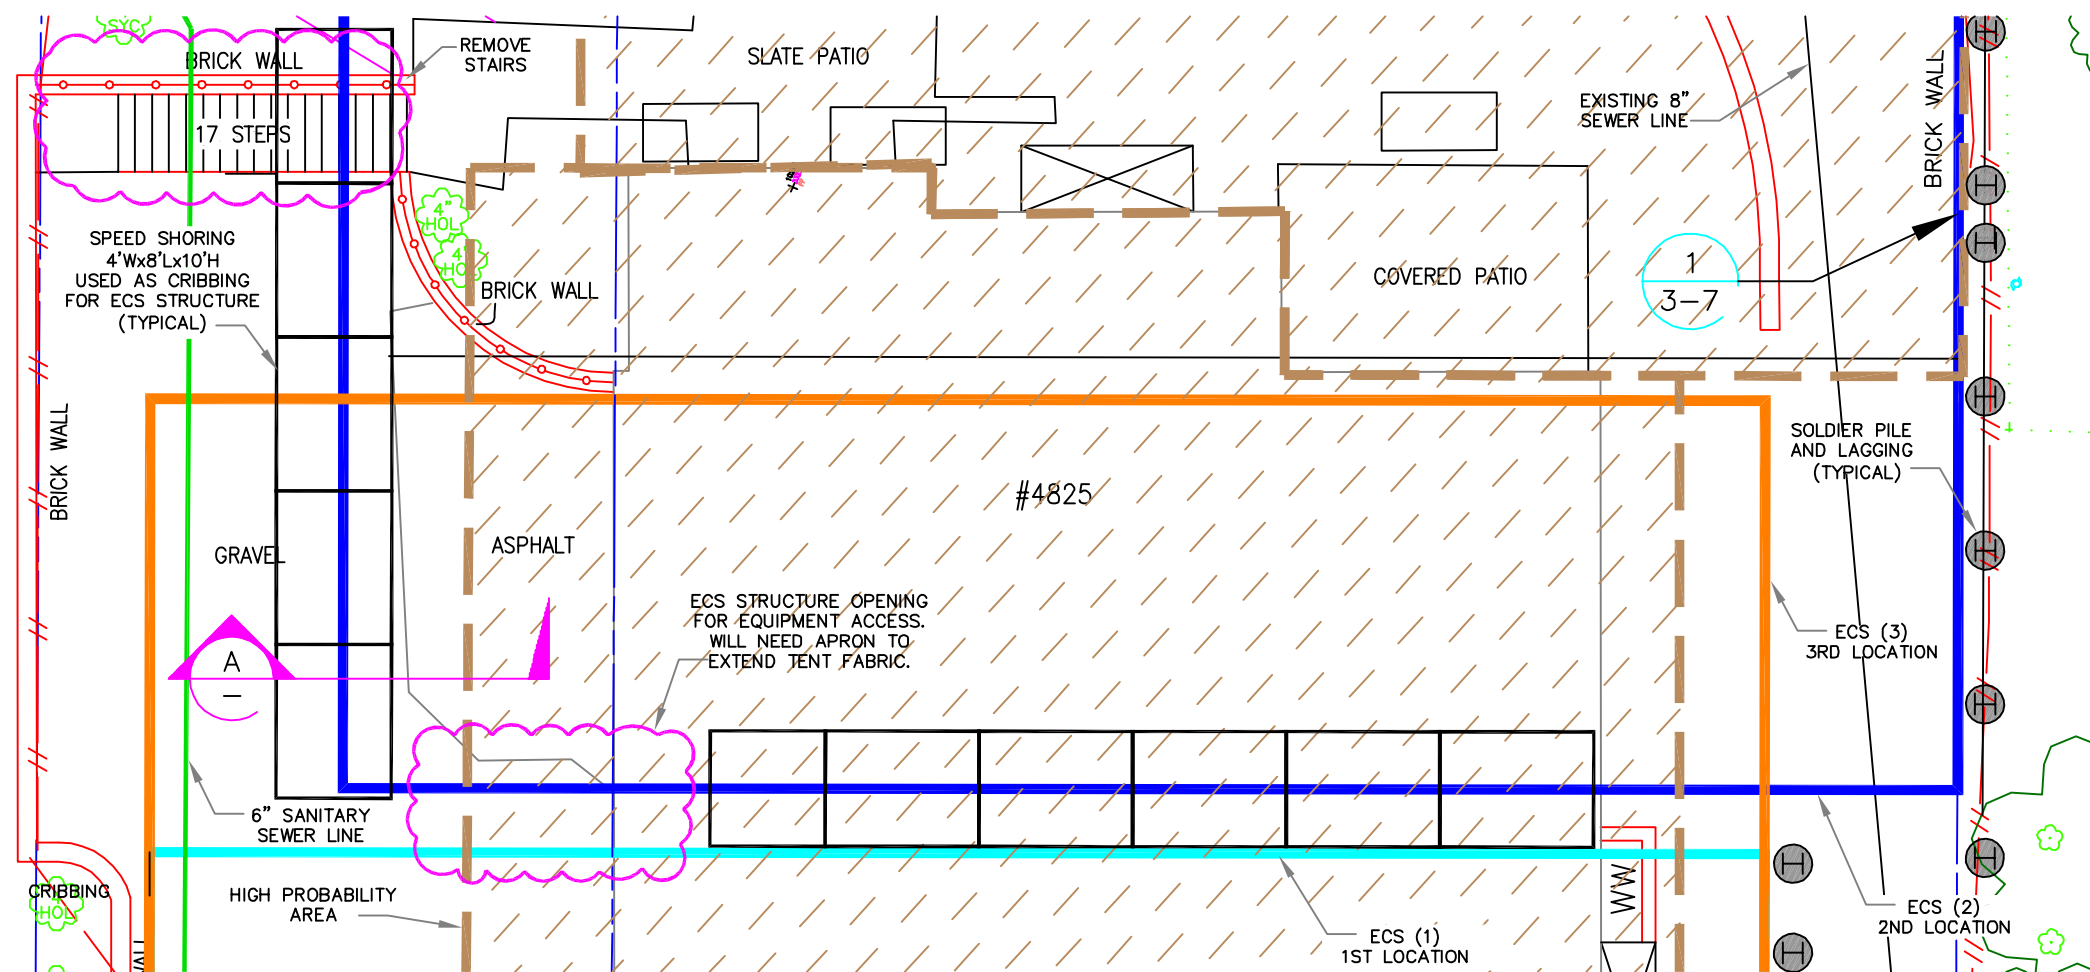 SYC
BRICK WALL
REMOVE
STAIRS
SLATE PATIO
EXISTING 8"
SEWER LINE
BRICK WALL
17 STEPS
4"
HOL
4"
HO
SPEED SHORING
4'Wx8'Lx10'H
USED AS CRIBBING
FOR ECS STRUCTURE
(TYPICAL)
BRICK WALL
COVERED PATIO
1
3-7
BRICK WALL
SOLDIER PILE
AND LAGGING
(TYPICAL)
#4825
GRAVEL
ASPHALT
ECS STRUCTURE OPENING
FOR EQUIPMENT ACCESS.
WILL NEED APRON TO
EXTEND TENT FABRIC.
A
–
ECS (3)
3RD LOCATION
6" SANITARY
SEWER LINE
CRIBBING
HOL
HIGH PROBABILITY
AREA
WW
ECS (1)
1ST LOCATION
ECS (2)
2ND LOCATION
WALL